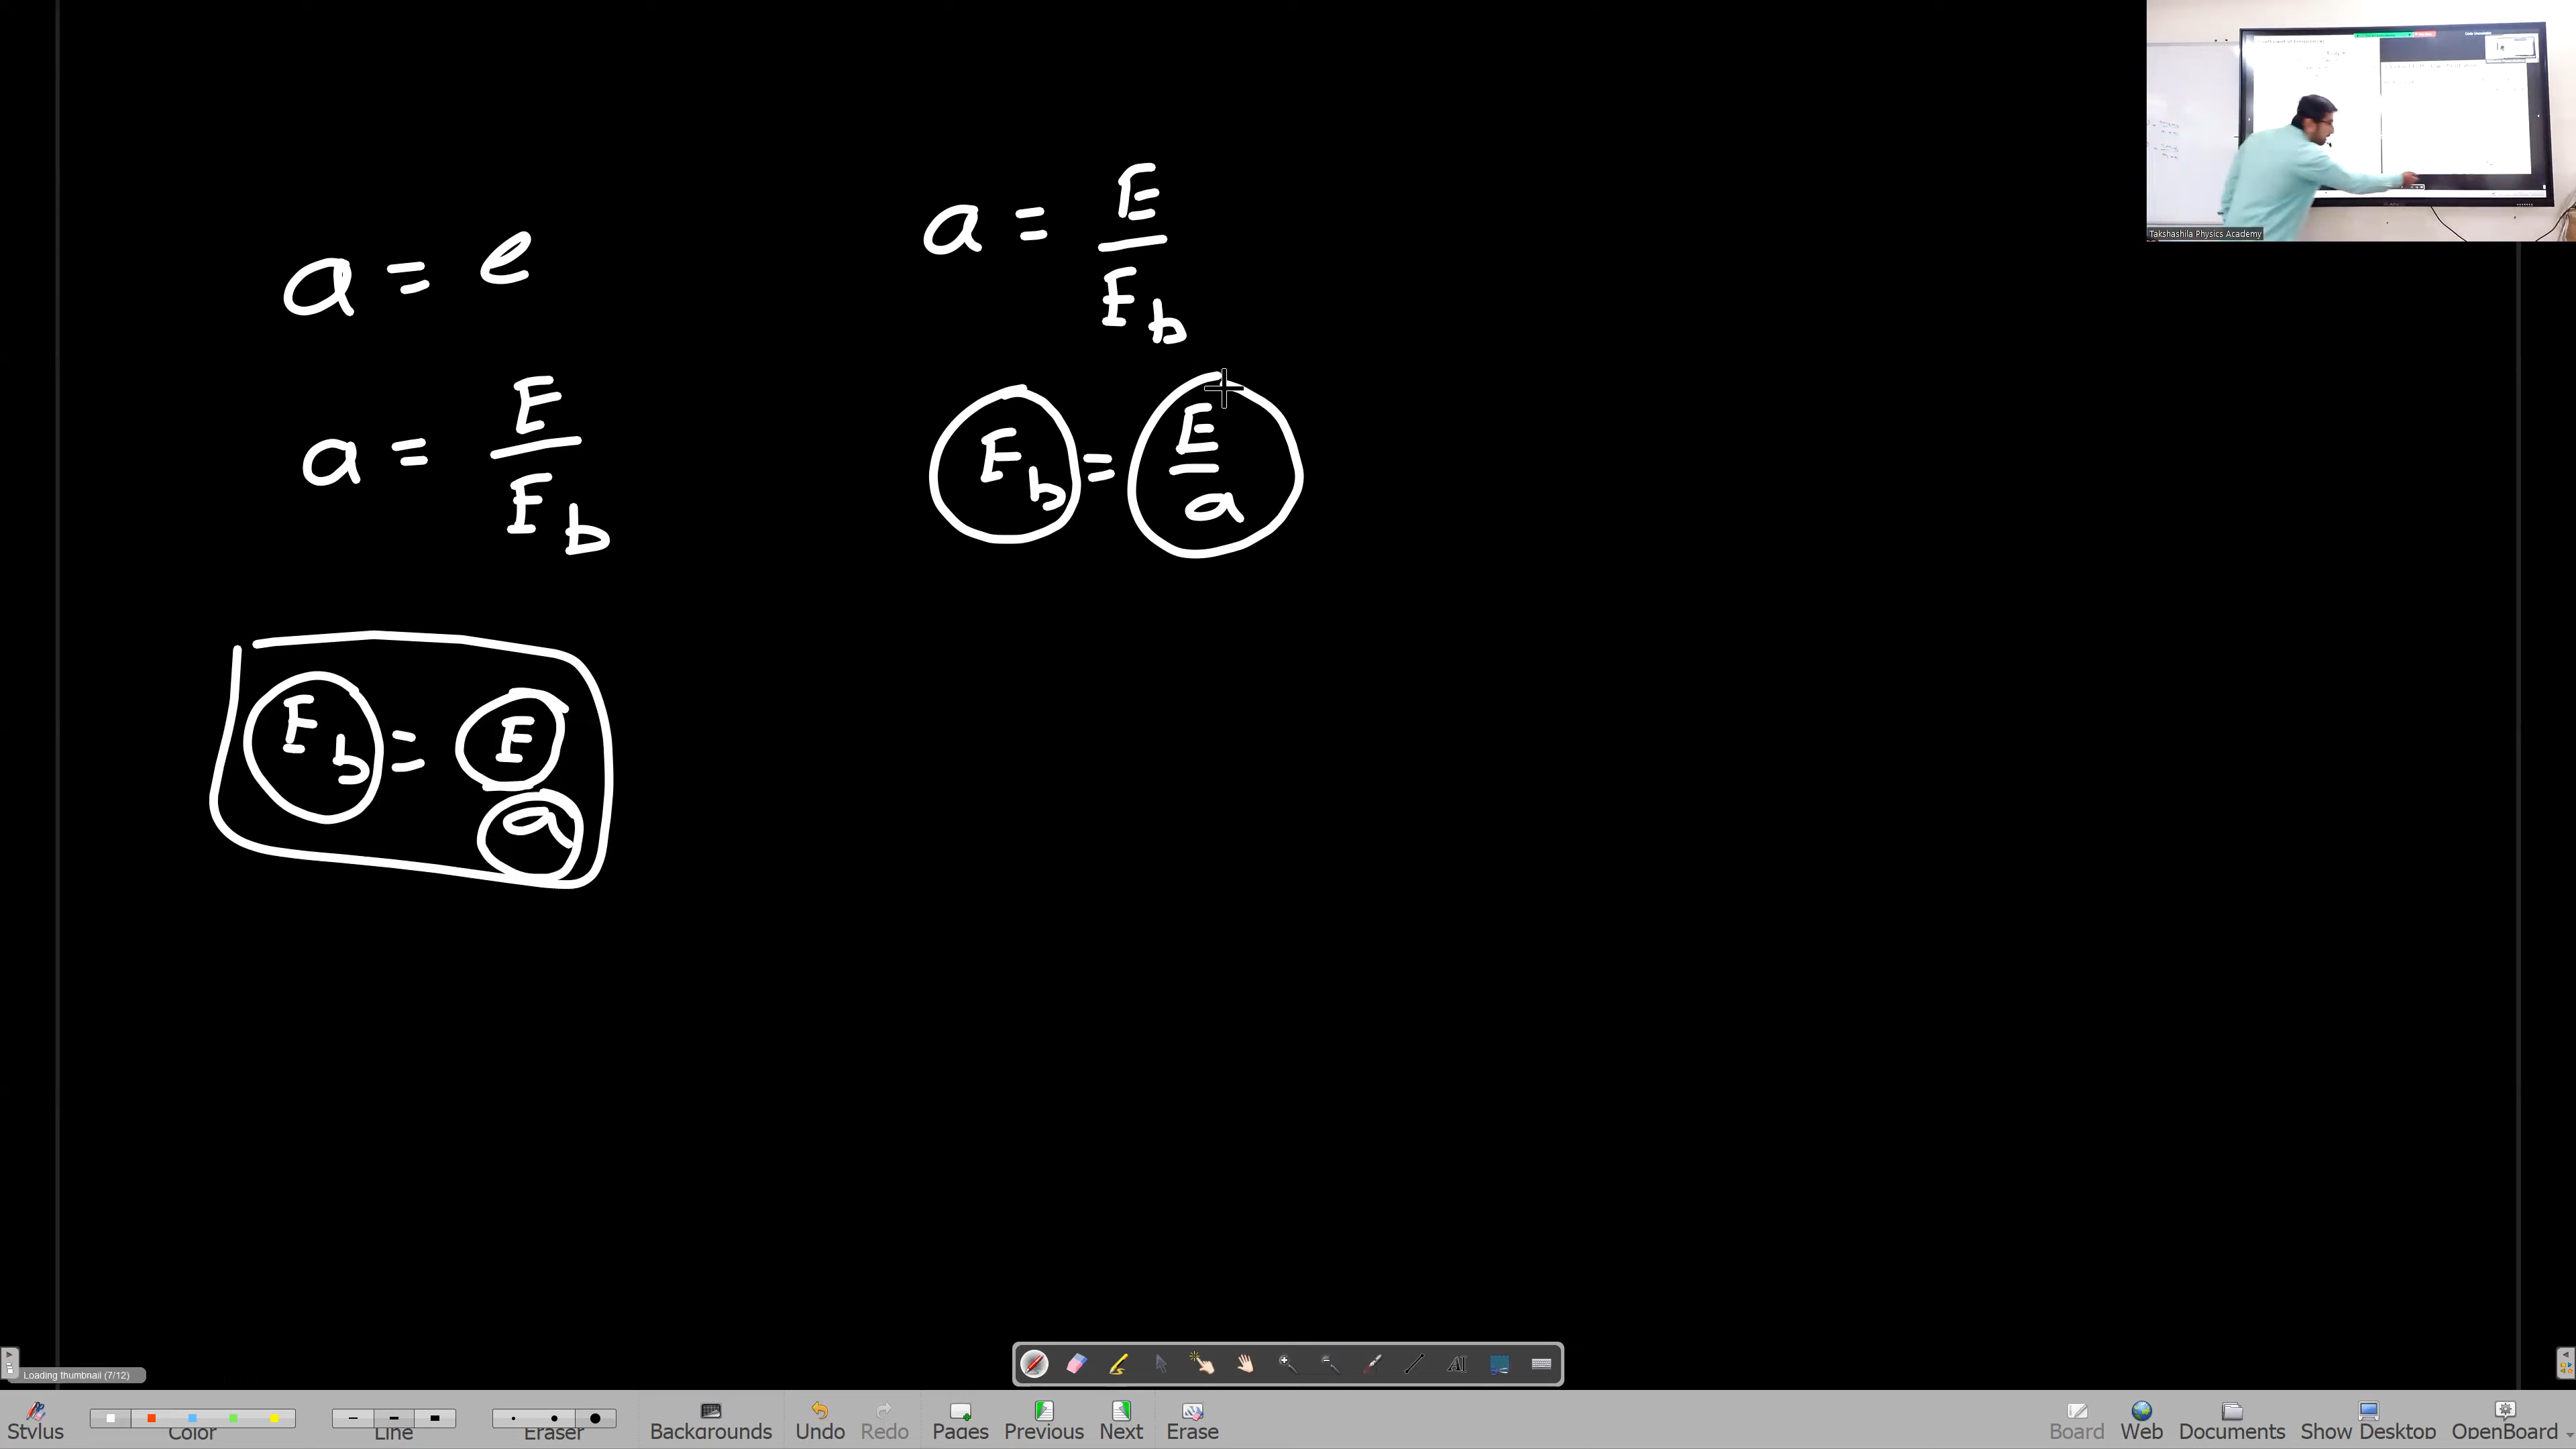 a = e
a = E / E_b
E_b = E / a
a = E / E_b
E_b = E / a
Takshashila Physics Academy
Loading thumbnail (7/12)
Stylus Color Line Eraser Backgrounds Undo Redo Pages Previous Next Erase Board Web Documents Show Desktop OpenBoard